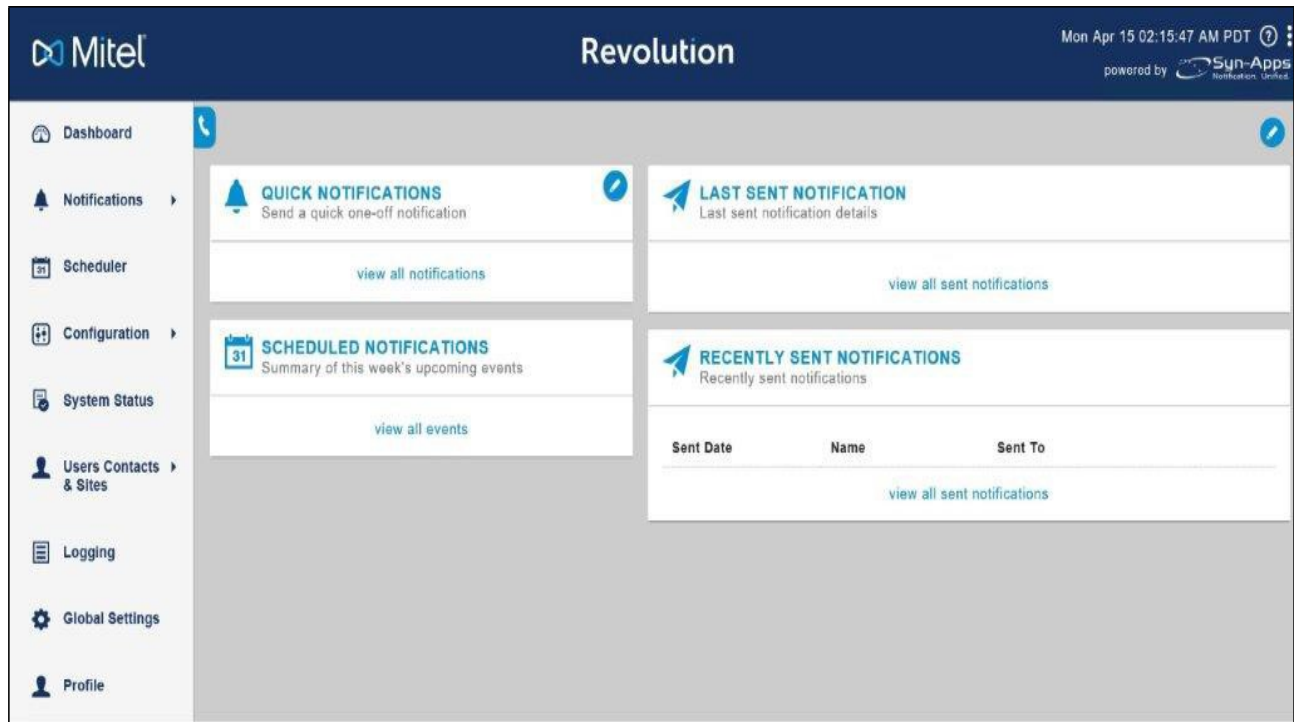 Mitel
Revolution
Mon Apr 15 02:15:47 AM PDT ?
powered by Syn-Apps
Notification. Unified.
Dashboard
Notifications
31 Scheduler
Configuration
System Status
Users Contacts
& Sites
Logging
Global Settings
Profile
QUICK NOTIFICATIONS
Send a quick one-off notification
view all notifications
31 SCHEDULED NOTIFICATIONS
Summary of this week's upcoming events
view all events
LAST SENT NOTIFICATION
Last sent notification details
view all sent notifications
RECENTLY SENT NOTIFICATIONS
Recently sent notifications
Sent Date Name Sent To
view all sent notifications